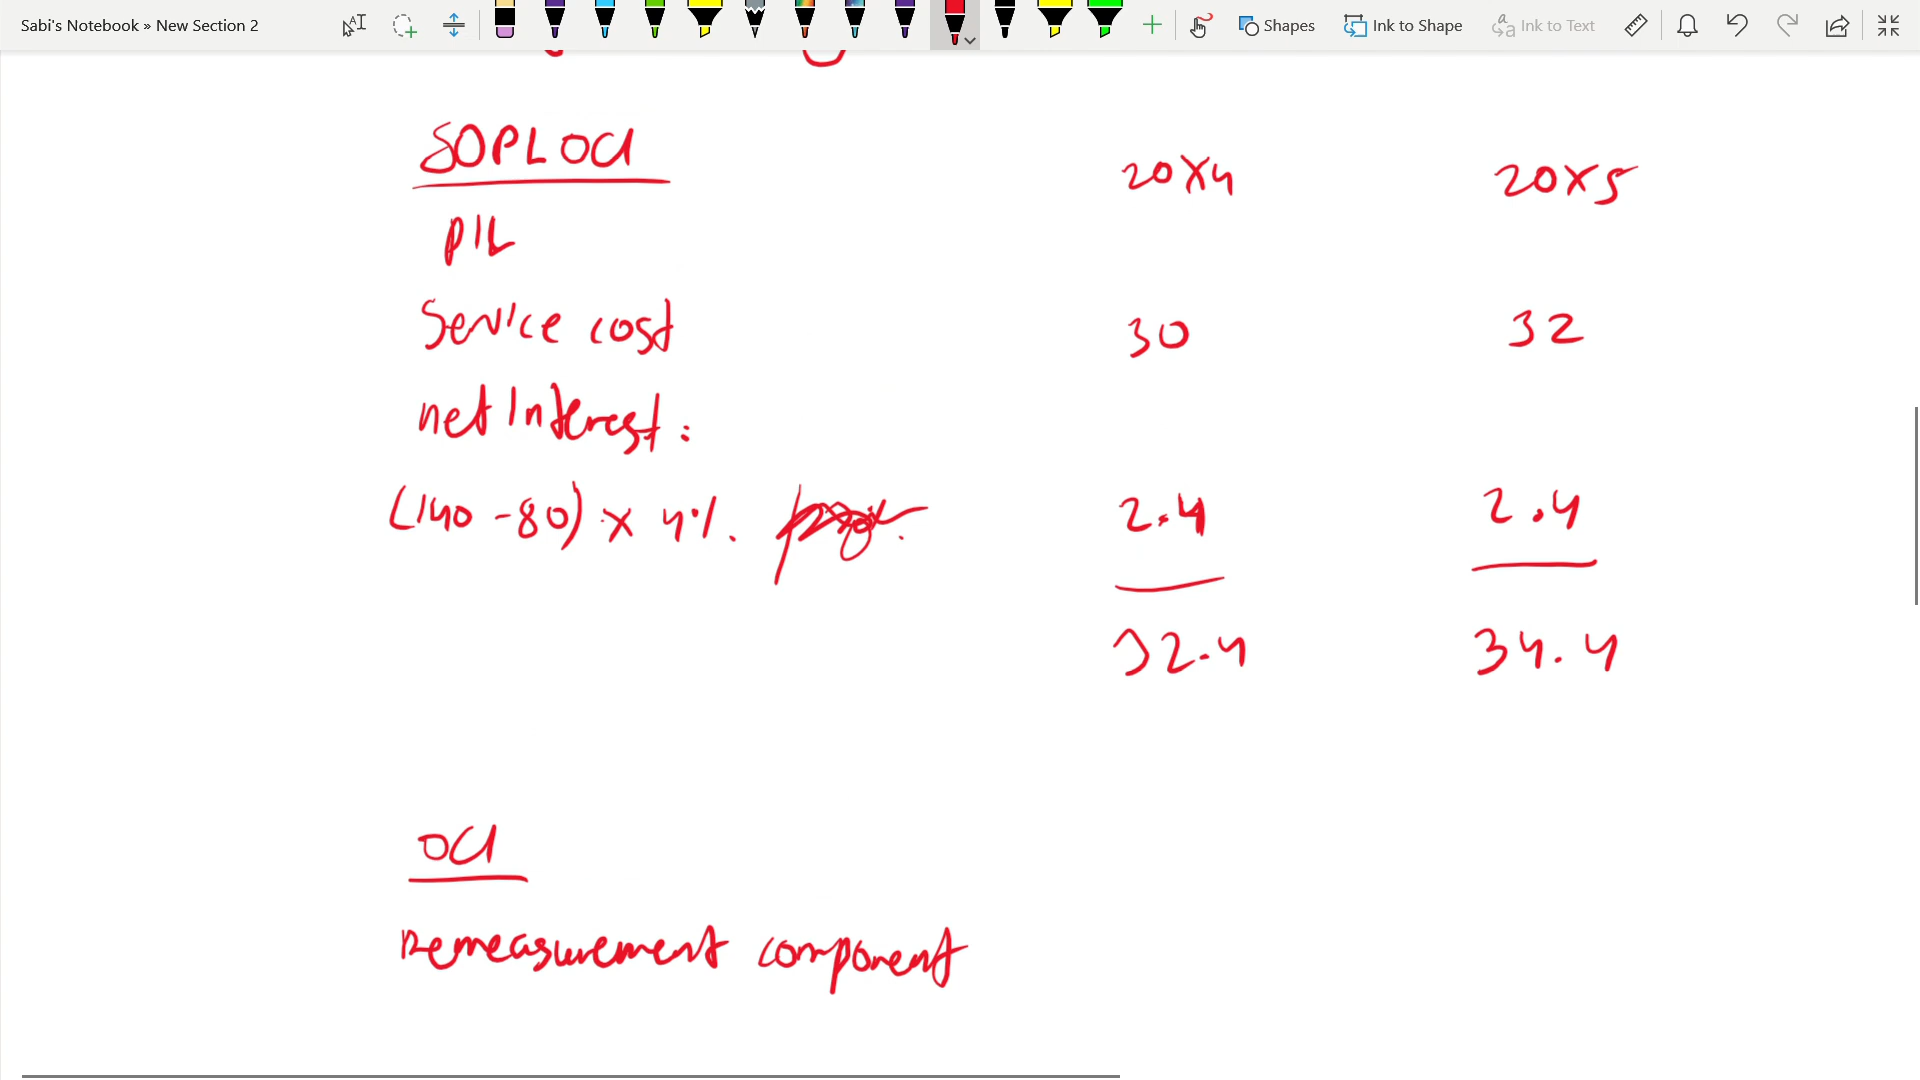 Sabi's Notebook » New Section 2
Shapes Ink to Shape Ink to Text
SOPLOCI 20X4 20X5
P/L
Service cost 30 32
net Interest:
(140 - 80) x 4%. 2.4 2.4
32.4 34.4
OCI
Remeasurement component